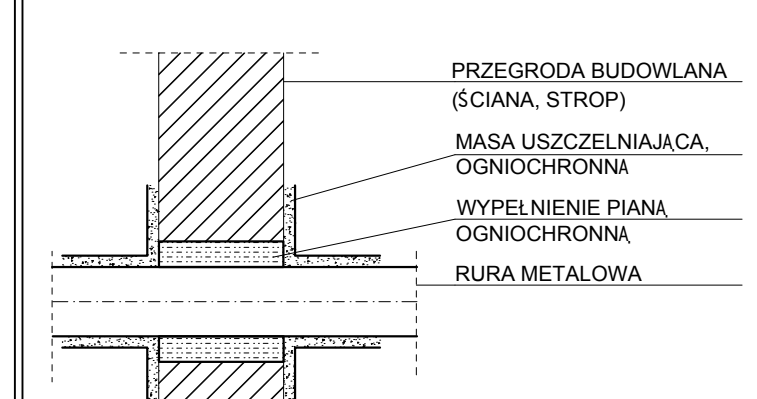 PRZEGRODA BUDOWLANA
(ŚCIANA, STROP)
MASA USZCZELNIAJĄCA,
OGNIOCHRONNA
WYPEŁNIENIE PIANĄ
OGNIOCHRONNĄ
RURA METALOWA